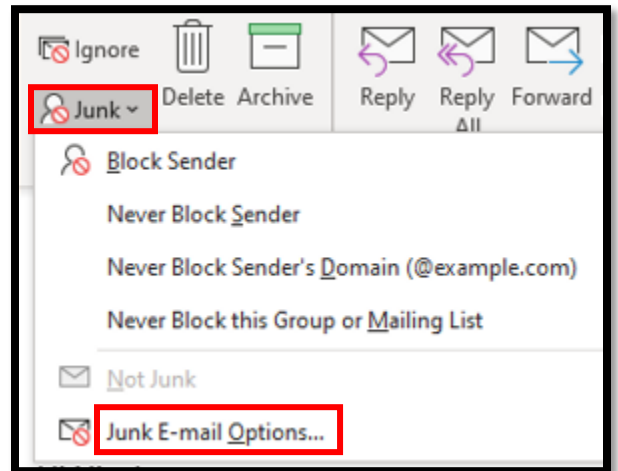 Ignore
Junk
Delete
Archive
Reply
Reply
All
Forward
Block Sender
Never Block Sender
Never Block Sender's Domain (@example.com)
Never Block this Group or Mailing List
Not Junk
Junk E-mail Options...